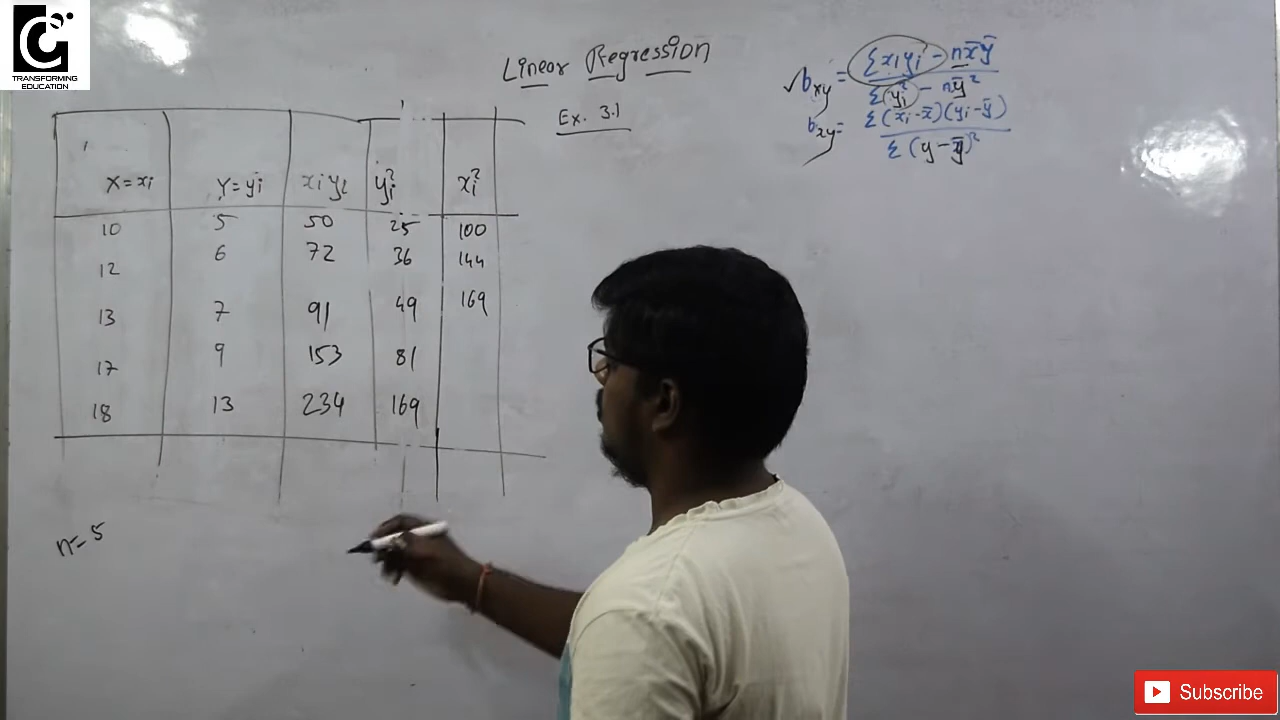 TRANSFORMING
EDUCATION
Linear Regression
Ex. 3.1
bxy = Σxiyi - nx̄ȳ
Σyi² - nȳ²
bxy = Σ(xi - x̄)(yi - ȳ)
Σ(y - ȳ)²
X=xi Y=yi xiyi yi² xi²
10 5 50 25 100
12 6 72 36 144
13 7 91 49 169
17 9 153 81
18 13 234 169
n=5
Subscribe